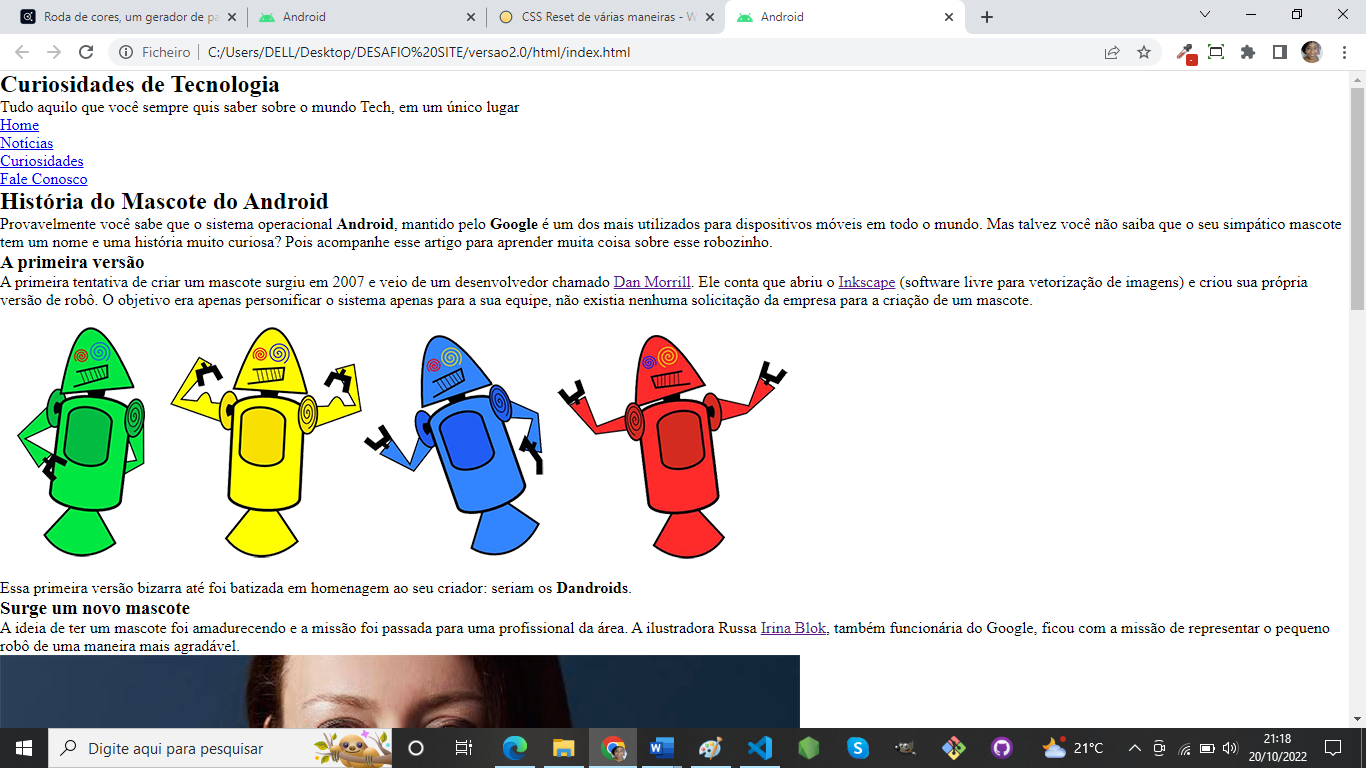 Roda de cores, um gerador de pa
Android
CSS Reset de várias maneiras - W
Android
Ficheiro
C:/Users/DELL/Desktop/DESAFIO%20SITE/versao2.0/html/index.html
Curiosidades de Tecnologia
Tudo aquilo que você sempre quis saber sobre o mundo Tech, em um único lugar
Home
Notícias
Curiosidades
Fale Conosco
História do Mascote do Android
Provavelmente você sabe que o sistema operacional Android, mantido pelo Google é um dos mais utilizados para dispositivos móveis em todo o mundo. Mas talvez você não saiba que o seu simpático mascote
tem um nome e uma história muito curiosa? Pois acompanhe esse artigo para aprender muita coisa sobre esse robozinho.
A primeira versão
A primeira tentativa de criar um mascote surgiu em 2007 e veio de um desenvolvedor chamado Dan Morrill. Ele conta que abriu o Inkscape (software livre para vetorização de imagens) e criou sua própria
versão de robô. O objetivo era apenas personificar o sistema apenas para a sua equipe, não existia nenhuma solicitação da empresa para a criação de um mascote.
Essa primeira versão bizarra até foi batizada em homenagem ao seu criador: seriam os Dandroids.
Surge um novo mascote
A ideia de ter um mascote foi amadurecendo e a missão foi passada para uma profissional da área. A ilustradora Russa Irina Blok, também funcionária do Google, ficou com a missão de representar o pequeno
robô de uma maneira mais agradável.
Digite aqui para pesquisar
21°C
21:18
20/10/2022